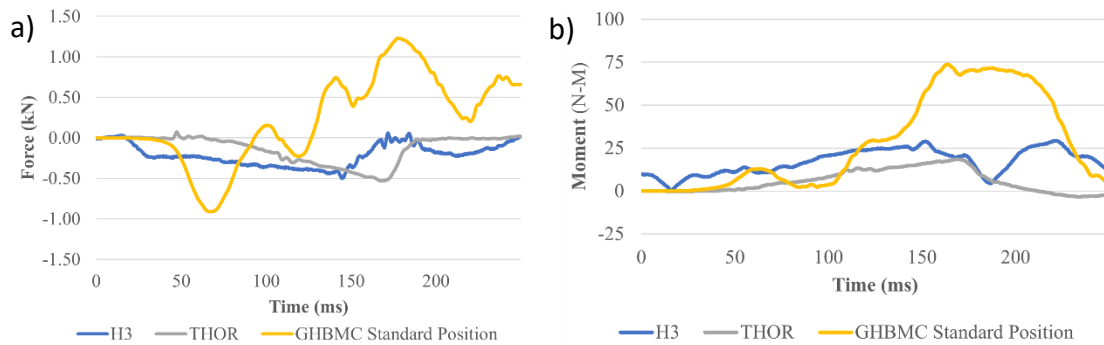 a)
Force (kN)
1.50
1.00
0.50
0.00
-0.50
-1.00
-1.50
0 50 100 150 200
Time (ms)
H3 THOR GHBMC Standard Position
b)
Moment (N-M)
100
75
50
25
0
-25
0 50 100 150 200
Time (ms)
H3 THOR GHBMC Standard Position